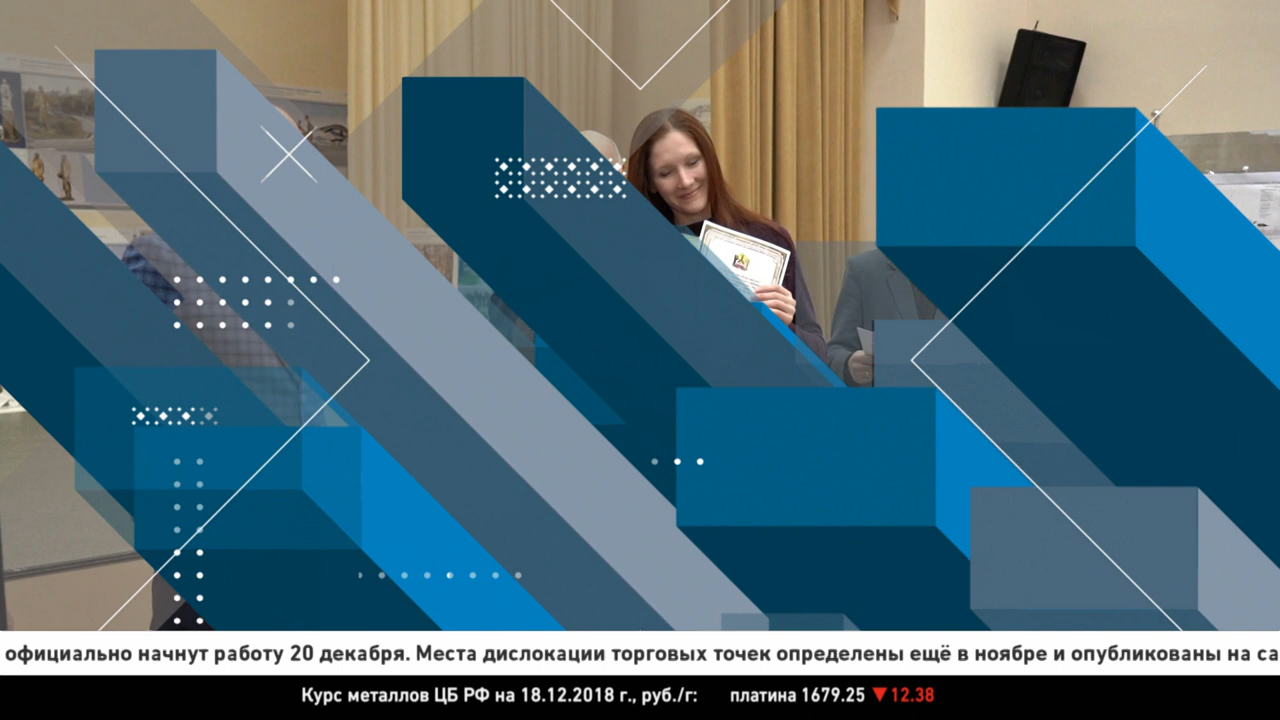 официально начнут работу 20 декабря. Места дислокации торговых точек определены ещё в ноябре и опубликованы на са
Курс металлов ЦБ РФ на 18.12.2018 г., руб./г: платина 1679.25 ▼12.38